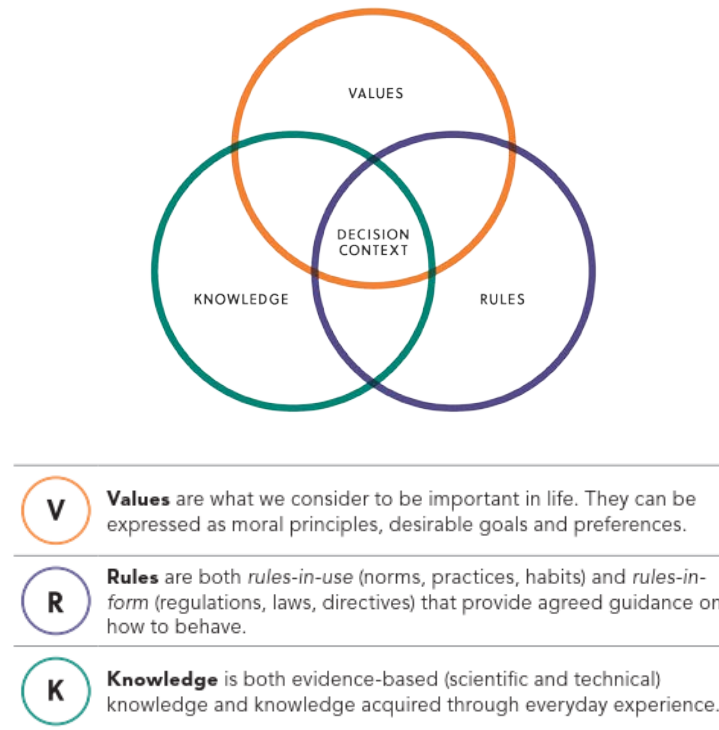 VALUES
DECISION
CONTEXT
KNOWLEDGE
RULES
V
Values are what we consider to be important in life. They can be
expressed as moral principles, desirable goals and preferences.
R
Rules are both rules-in-use (norms, practices, habits) and rules-in-
form (regulations, laws, directives) that provide agreed guidance on
how to behave.
K
Knowledge is both evidence-based (scientific and technical)
knowledge and knowledge acquired through everyday experience.